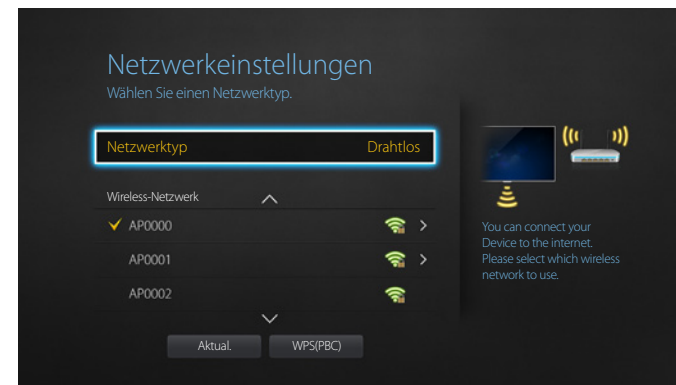 Netzwerkeinstellungen
Wählen Sie einen Netzwerktyp.
Netzwerktyp Drahtlos
Wireless-Netzwerk
AP0000
AP0001
AP0002
Aktual. WPS(PBC)
You can connect your
Device to the internet.
Please select which wireless
network to use.